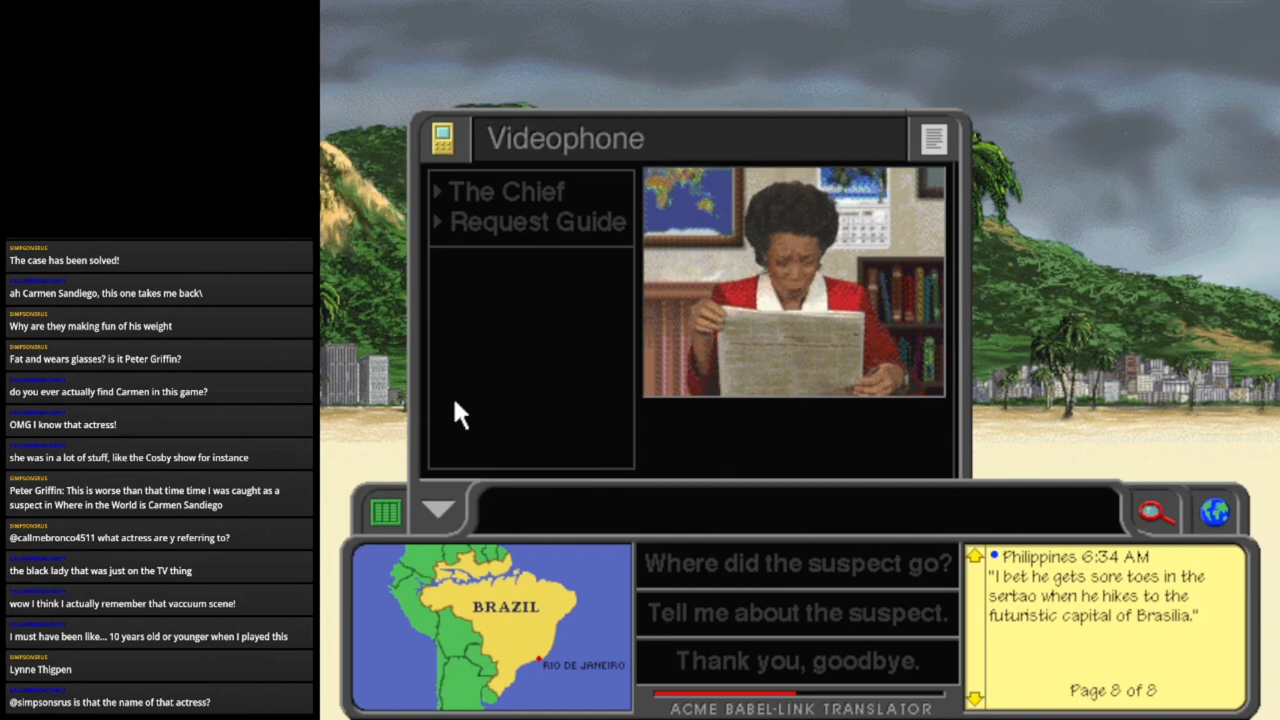 SIMPSONSRUS
The case has been solved!
ah Carmen Sandiego, this one takes me back\
SIMPSONSRUS
Why are they making fun of his weight
SIMPSONSRUS
Fat and wears glasses? is it Peter Griffin?
do you ever actually find Carmen in this game?
OMG I know that actress!
she was in a lot of stuff, like the Cosby show for instance
SIMPSONSRUS
Peter Griffin: This is worse than that time time I was caught as a
suspect in Where in the World is Carmen Sandiego
SIMPSONSRUS
@callmebronco4511 what actress are y referring to?
the black lady that was just on the TV thing
wow I think I actually remember that vaccuum scene!
I must have been like... 10 years old or younger when I played this
SIMPSONSRUS
Lynne Thigpen
@simpsonsrus is that the name of that actress?
Videophone
The Chief
Request Guide
BRAZIL
RIO DE JANEIRO
Where did the suspect go?
Tell me about the suspect.
Thank you, goodbye.
ACME BABEL-LINK TRANSLATOR
Philippines 6:34 AM
"I bet he gets sore toes in the
sertao when he hikes to the
futuristic capital of Brasilia."
Page 8 of 8